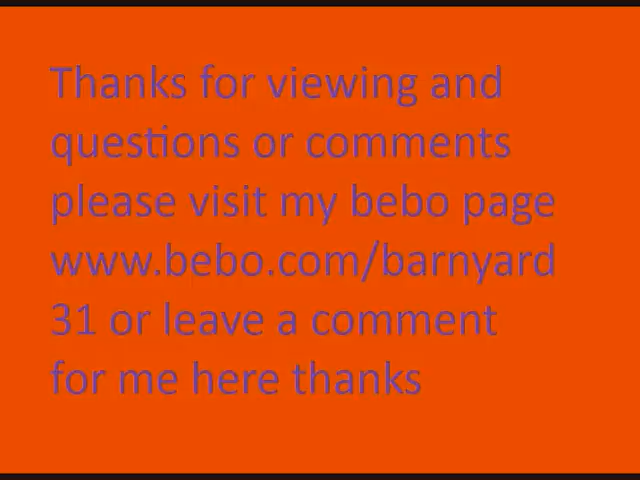 Thanks for viewing and
questions or comments
please visit my bebo page
www.bebo.com/barnyard
31 or leave a comment
for me here thanks